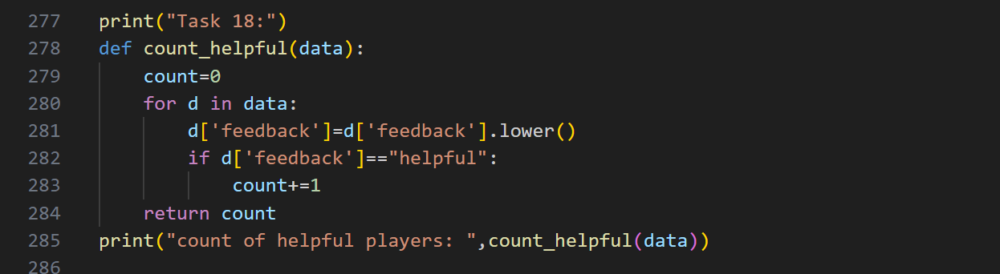 277 print("Task 18:")
278 def count_helpful(data):
279     count=0
280     for d in data:
281         d['feedback']=d['feedback'].lower()
282         if d['feedback']=="helpful":
283             count+=1
284     return count
285 print("count of helpful players: ",count_helpful(data))
286